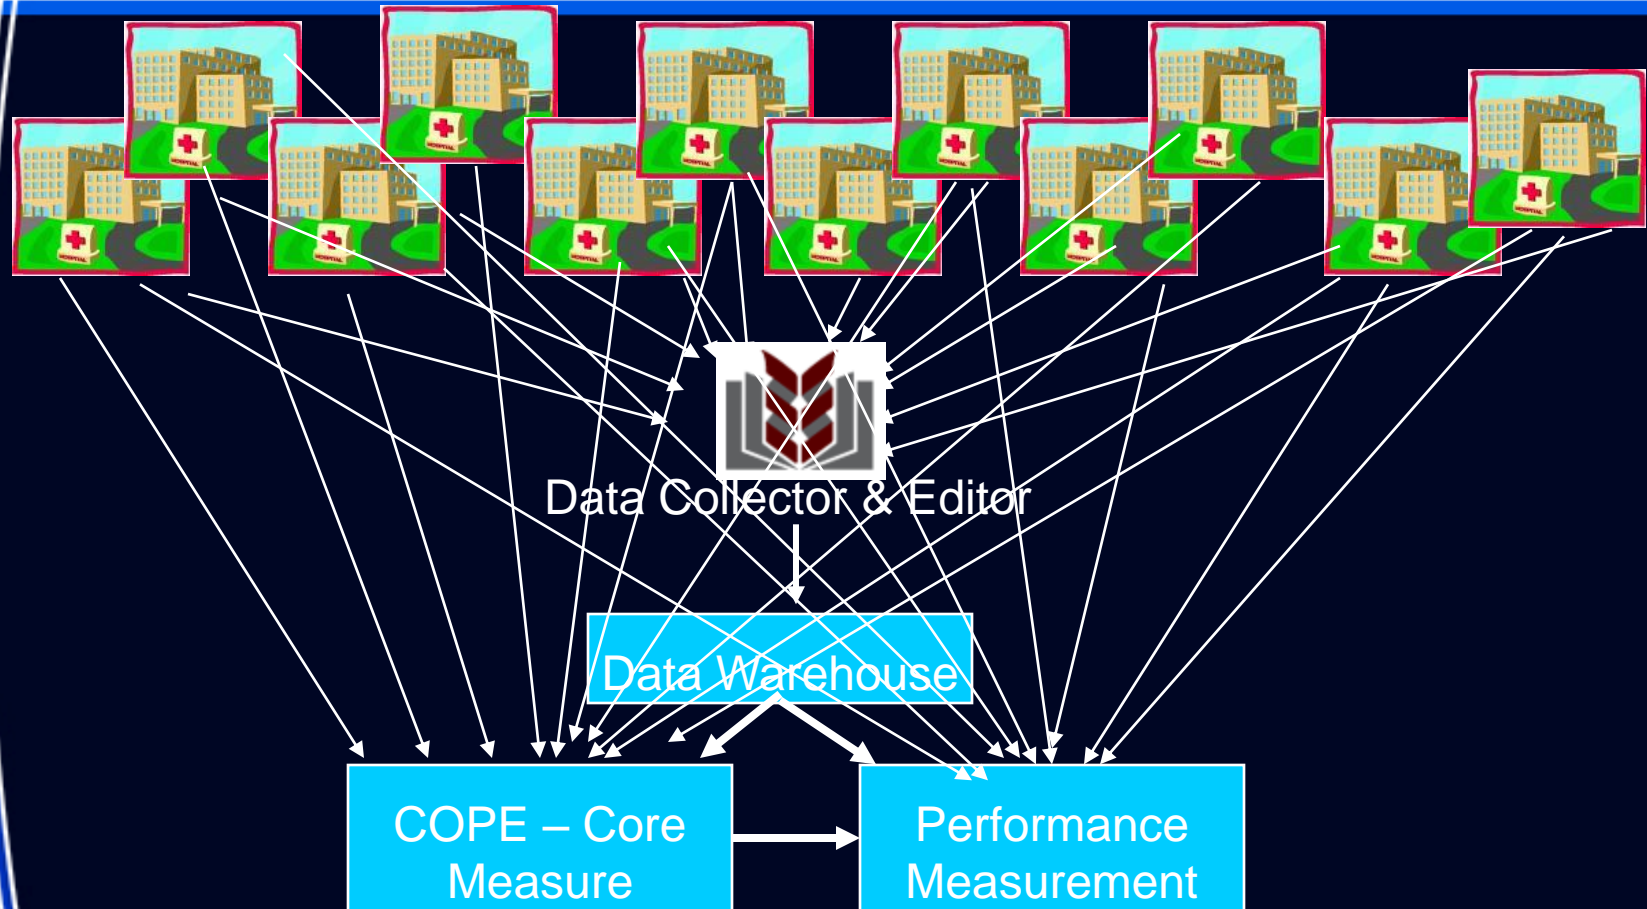 Data Collector & Editor
Data Warehouse
COPE – Core
Measure
Performance
Measurement